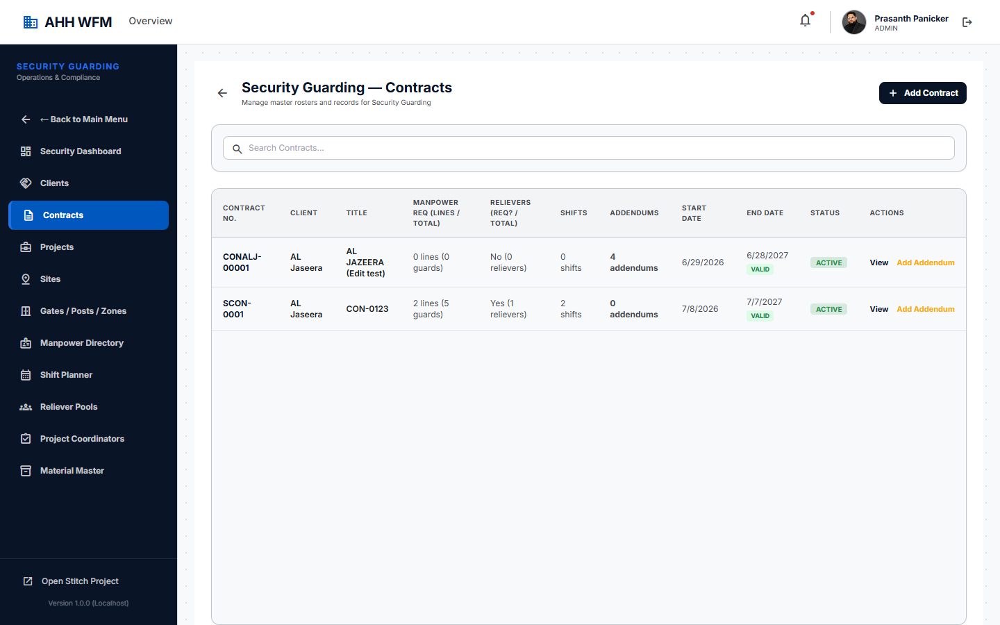 AHH WFM
Overview
Prasanth Panicker
ADMIN
SECURITY GUARDING
Operations & Compliance
← Back to Main Menu
Security Dashboard
Clients
Contracts
Projects
Sites
Gates / Posts / Zones
Manpower Directory
Shift Planner
Reliever Pools
Project Coordinators
Material Master
Open Stitch Project
Version 1.0.0 (Localhost)
Security Guarding — Contracts
Manage master rosters and records for Security Guarding
Add Contract
Search Contracts...
CONTRACT
NO.
CLIENT
TITLE
MANPOWER
REQ (LINES /
TOTAL)
RELIEVERS
(REQ? /
TOTAL)
SHIFTS
ADDENDUMS
START
DATE
END DATE
STATUS
ACTIONS
CONALJ-
00001
AL
Jaseera
AL
JAZEERA
(Edit test)
0 lines (0
guards)
No (0
relievers)
0
shifts
4
addendums
6/29/2026
6/28/2027
VALID
ACTIVE
View
Add Addendum
SCON-
0001
AL
Jaseera
CON-0123
2 lines (5
guards)
Yes (1
relievers)
2
shifts
0
addendums
7/8/2026
7/7/2027
VALID
ACTIVE
View
Add Addendum